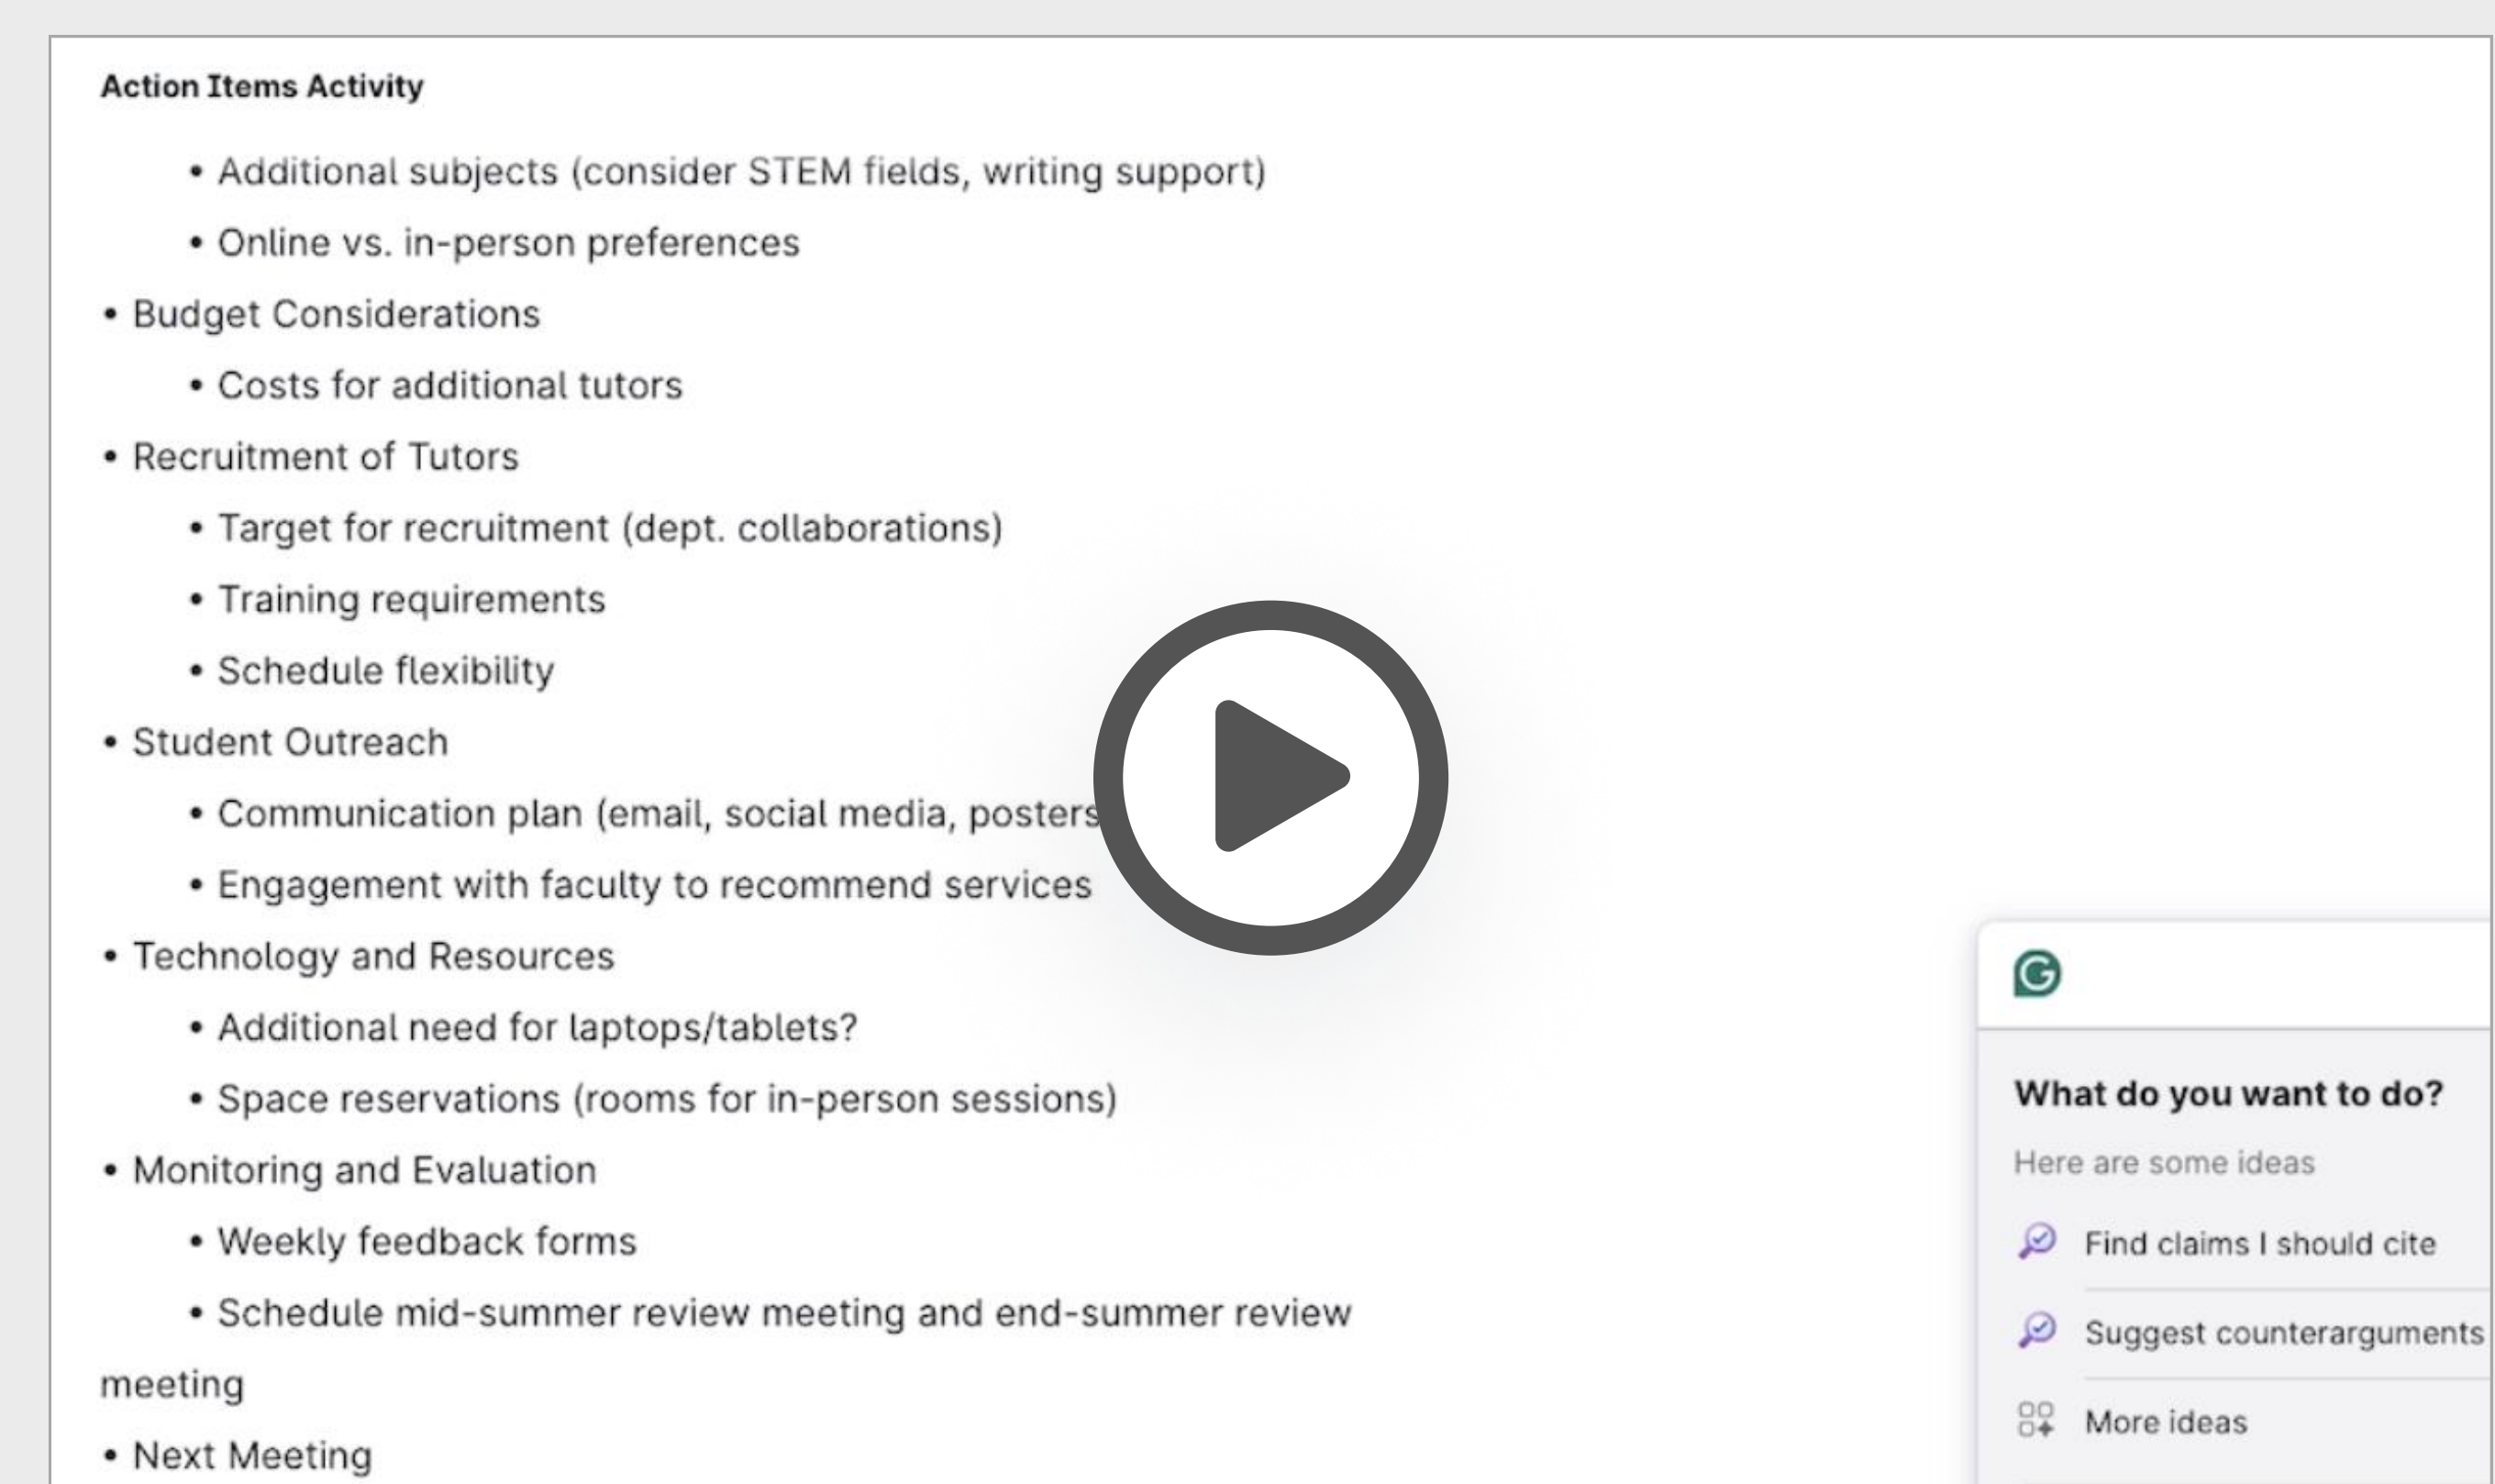 Action Items Activity
• Additional subjects (consider STEM fields, writing support)
• Online vs. in-person preferences
• Budget Considerations
• Costs for additional tutors
• Recruitment of Tutors
• Target for recruitment (dept. collaborations)
• Training requirements
• Schedule flexibility
• Student Outreach
• Communication plan (email, social media, posters
• Engagement with faculty to recommend services
• Technology and Resources
• Additional need for laptops/tablets?
• Space reservations (rooms for in-person sessions)
• Monitoring and Evaluation
• Weekly feedback forms
• Schedule mid-summer review meeting and end-summer review
meeting
• Next Meeting
G
What do you want to do?
Here are some ideas
Find claims I should cite
Suggest counterarguments
More ideas